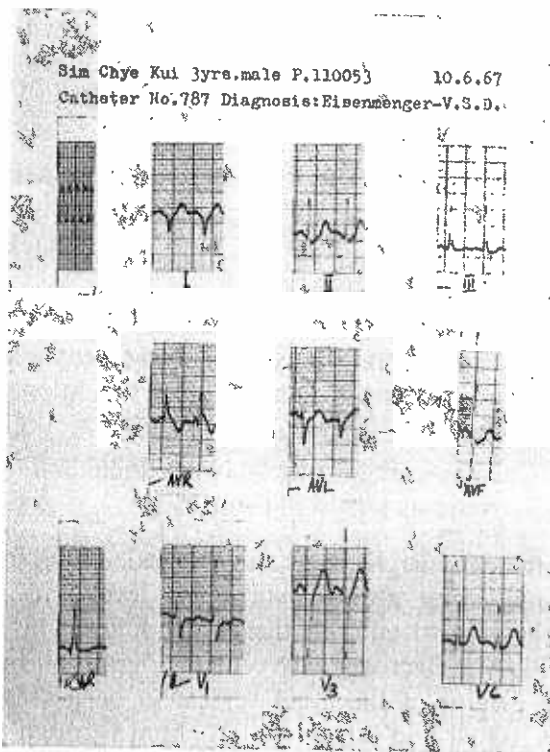 Sim Chye Kui 3yrs.male P.110053 10.6.67
Catheter No.787 Diagnosis:Eisenmenger-V.S.D.
I II III
AVR AVL AVF
V1 V3